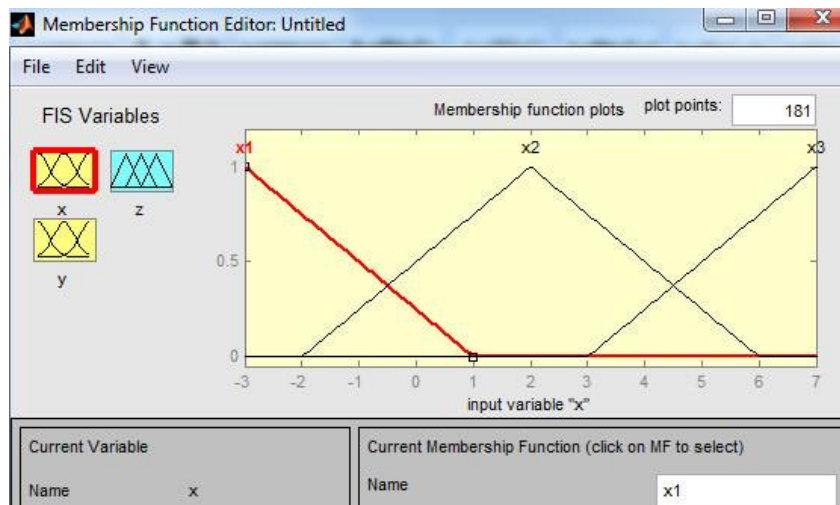 Membership Function Editor: Untitled
File Edit View
FIS Variables
Membership function plots plot points: 181
x1 x2 x3
x z
y
1
0.5
0
-3 -2 -1 0 1 2 3 4 5 6 7
input variable "x"
Current Variable
Name x
Current Membership Function (click on MF to select)
Name x1